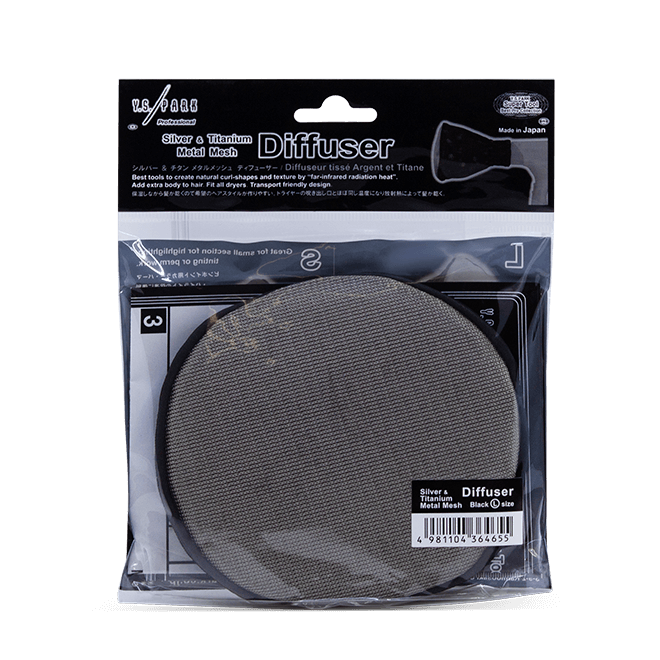 Y.S./PARK
Professional
Y.S.PARK
Super Tool
Made in Japan
Silver & Titanium
Metal Mesh
Diffuser
シルバー & チタン メタルメッシュ ディフューザー / Diffuseur tissé Argent et Titane
Best tools to create natural curl-shapes and texture by "far-infrared radiation heat".
Add extra body to hair. Fit all dryers. Transport friendly design.
保湿しながら髪が乾くので希望のヘアスタイルが作りやすい。ドライヤーの吹き出し口とほぼ同じ温度になり放射熱によって髪が乾く。
Great for small section for highlighting
tinting or perm work.
S
L
3
Silver &
Titanium
Metal Mesh
Diffuser
Black L size
4 981104 364655